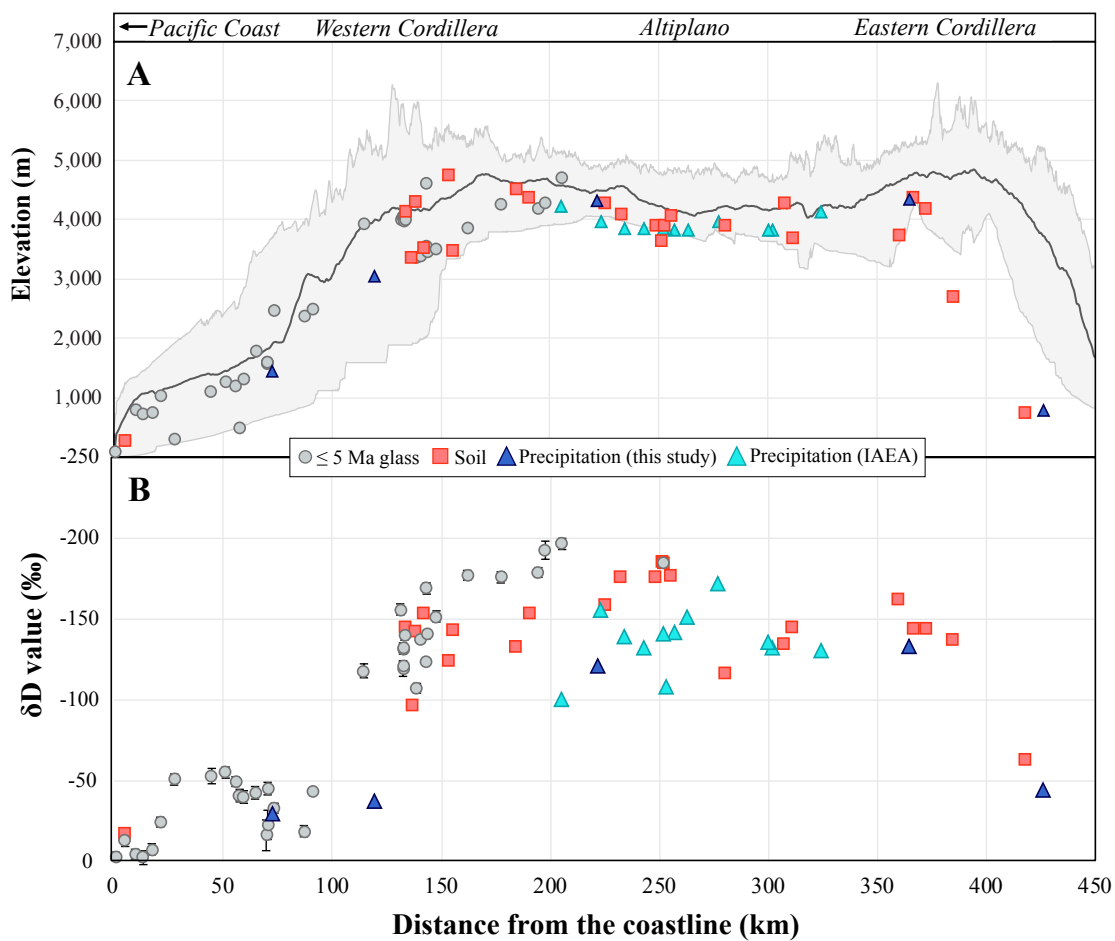 ← Pacific Coast Western Cordillera Altiplano Eastern Cordillera
7,000
A
6,000
5,000
4,000
3,000
2,000
1,000
-250
Elevation (m)
≤ 5 Ma glass Soil Precipitation (this study) Precipitation (IAEA)
B
-200
-150
-100
-50
0
δD value (‰)
0 50 100 150 200 250 300 350 400 450
Distance from the coastline (km)